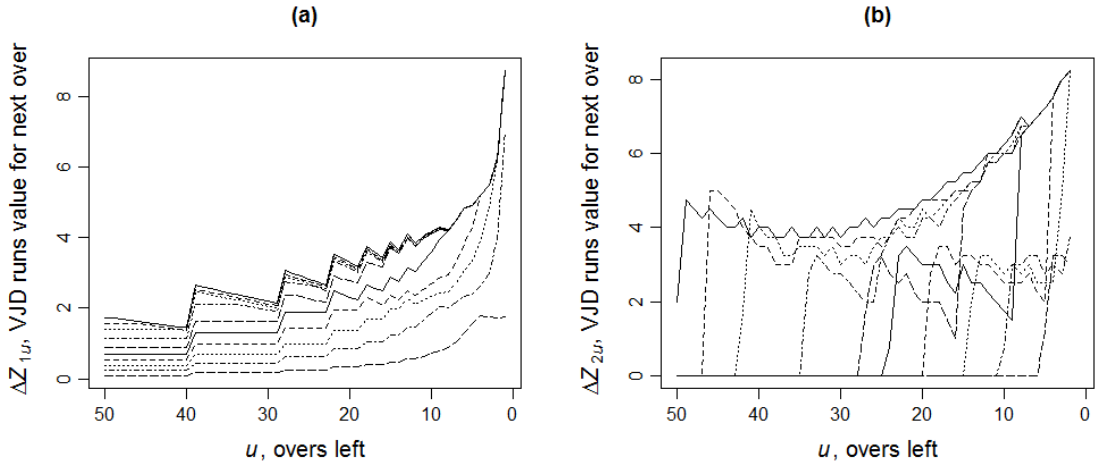 (a)
ΔZ1u, VJD runs value for next over
8
6
4
2
0
50 40 30 20 10 0
u, overs left
(b)
ΔZ2u, VJD runs value for next over
8
6
4
2
0
50 40 30 20 10 0
u, overs left